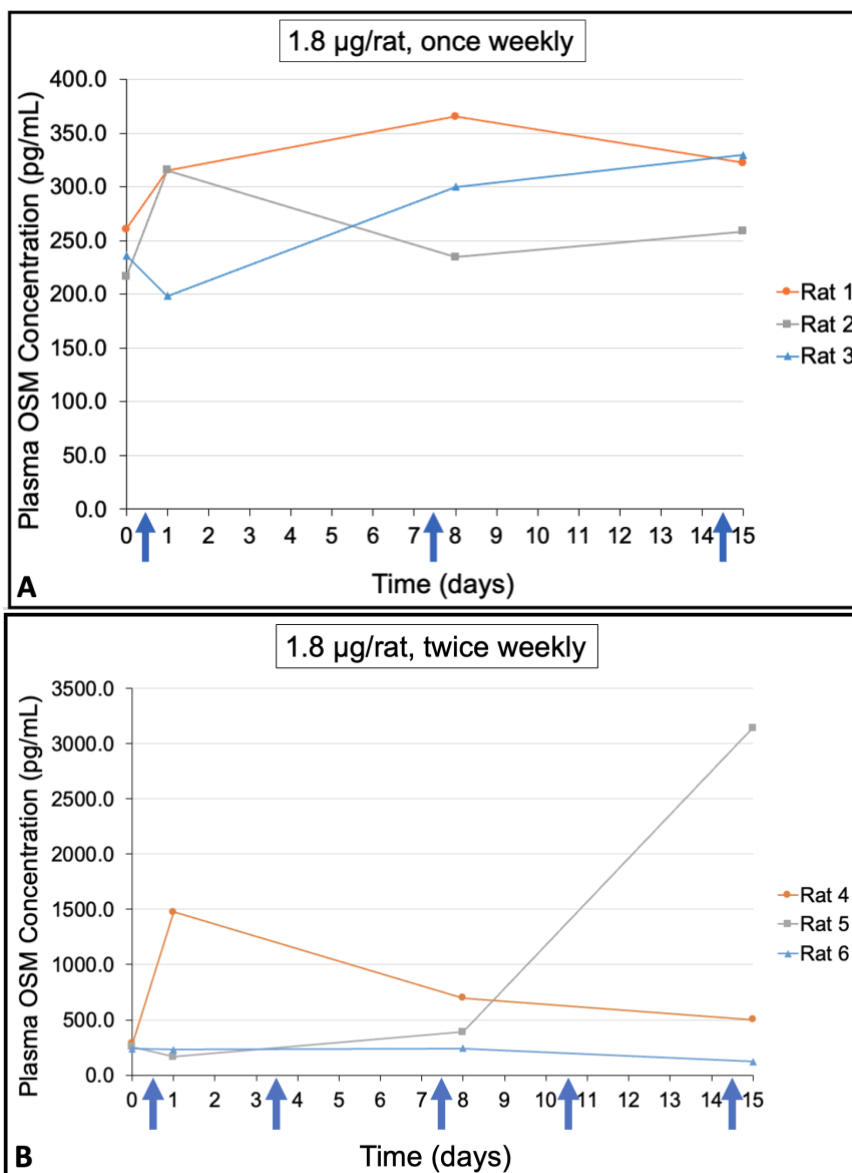 1.8 µg/rat, once weekly
Plasma OSM Concentration (pg/mL)
400.0
350.0
300.0
250.0
200.0
150.0
100.0
50.0
0.0
0 1 2 3 4 5 6 7 8 9 10 11 12 13 14 15
Time (days)
Rat 1
Rat 2
Rat 3
A
1.8 µg/rat, twice weekly
Plasma OSM Concentration (pg/mL)
3500.0
3000.0
2500.0
2000.0
1500.0
1000.0
500.0
0.0
0 1 2 3 4 5 6 7 8 9 10 11 12 13 14 15
Time (days)
Rat 4
Rat 5
Rat 6
B